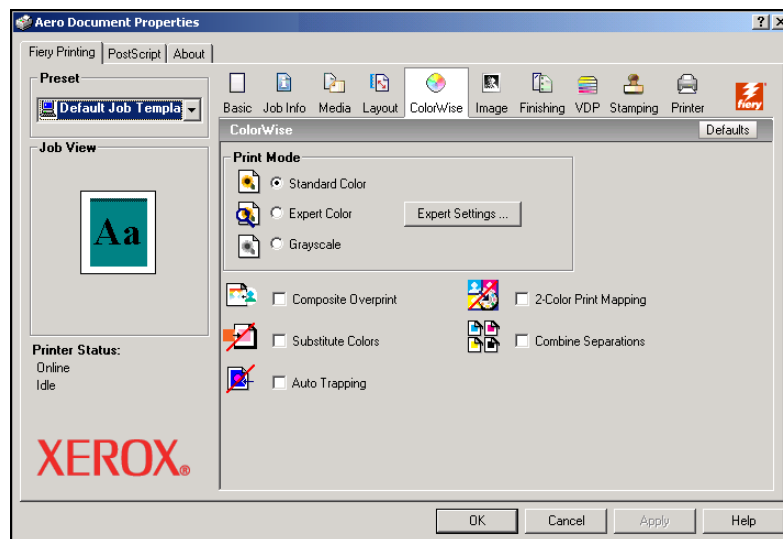 Aero Document Properties
Fiery Printing PostScript About
Preset
Default Job Templa
Basic Job Info Media Layout ColorWise Image Finishing VDP Stamping Printer fiery
ColorWise Defaults
Job View
Aa
Print Mode
Standard Color
Expert Color Expert Settings ...
Grayscale
Composite Overprint 2-Color Print Mapping
Substitute Colors Combine Separations
Auto Trapping
Printer Status:
Online
Idle
XEROX®
OK Cancel Apply Help